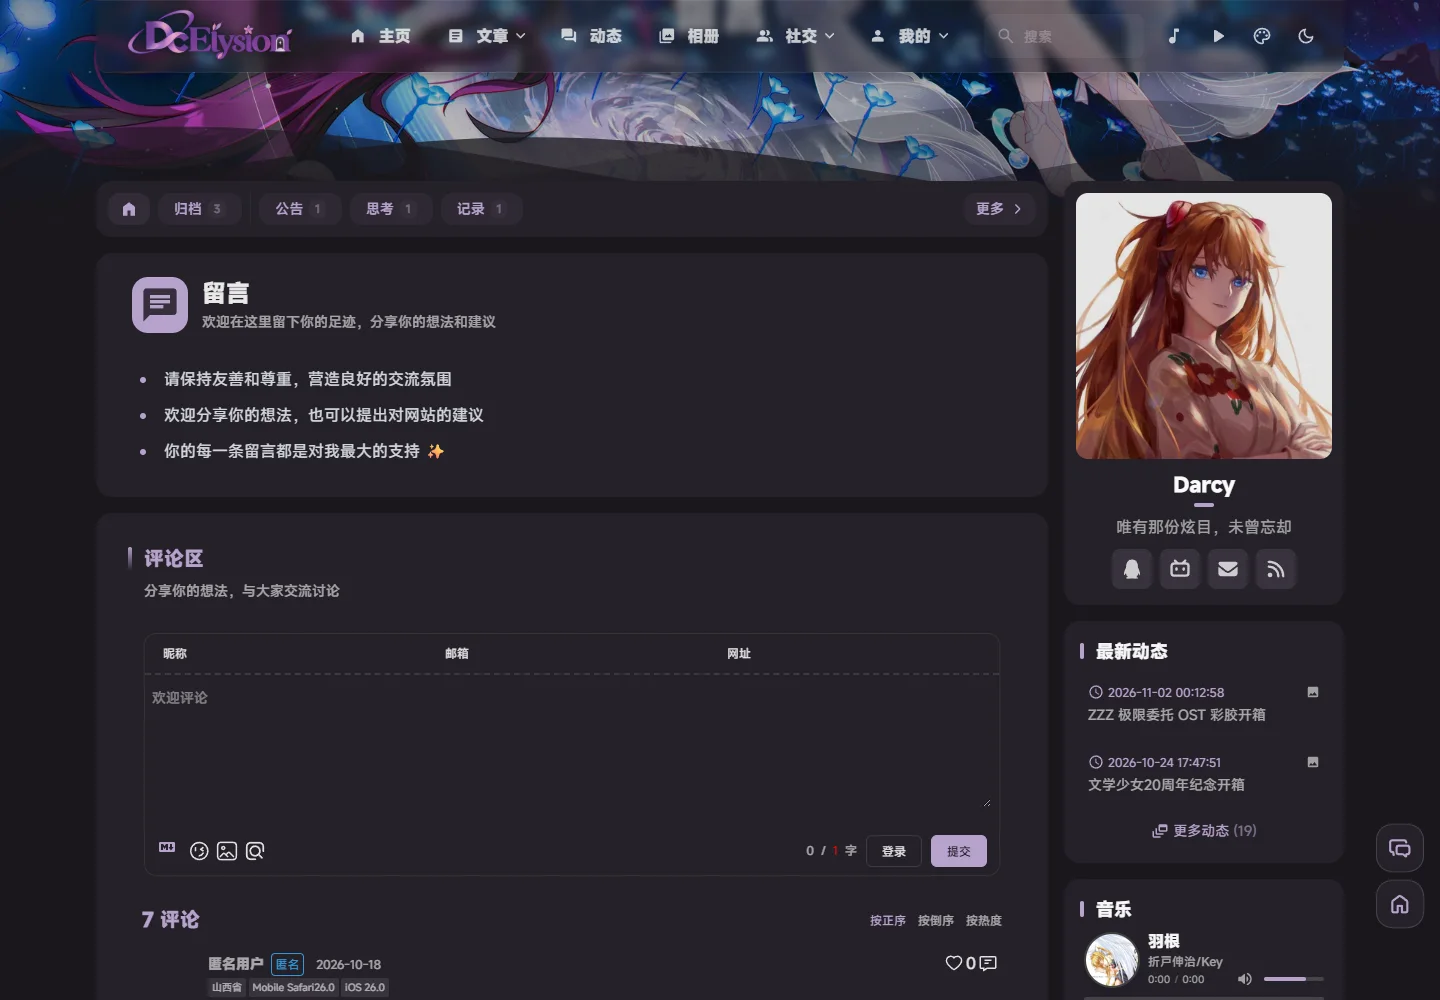 DcElysion
主页
文章
动态
相册
社交
我的
搜索
归档 3
公告 1
思考 1
记录 1
更多
留言
欢迎在这里留下你的足迹，分享你的想法和建议
请保持友善和尊重，营造良好的交流氛围
欢迎分享你的想法，也可以提出对网站的建议
你的每一条留言都是对我最大的支持 ✨
评论区
分享你的想法，与大家交流讨论
昵称
邮箱
网址
欢迎评论
0 / 1 字
登录
提交
7 评论
按正序 按倒序 按热度
匿名用户 匿名 2026-10-18
0
山西省 Mobile Safari26.0 iOS 26.0
Darcy
唯有那份炫目，未曾忘却
最新动态
2026-11-02 00:12:58
ZZZ 极限委托 OST 彩胶开箱
2026-10-24 17:47:51
文学少女20周年纪念开箱
更多动态 (19)
音乐
羽根
折戸伸治/Key
0:00 / 0:00